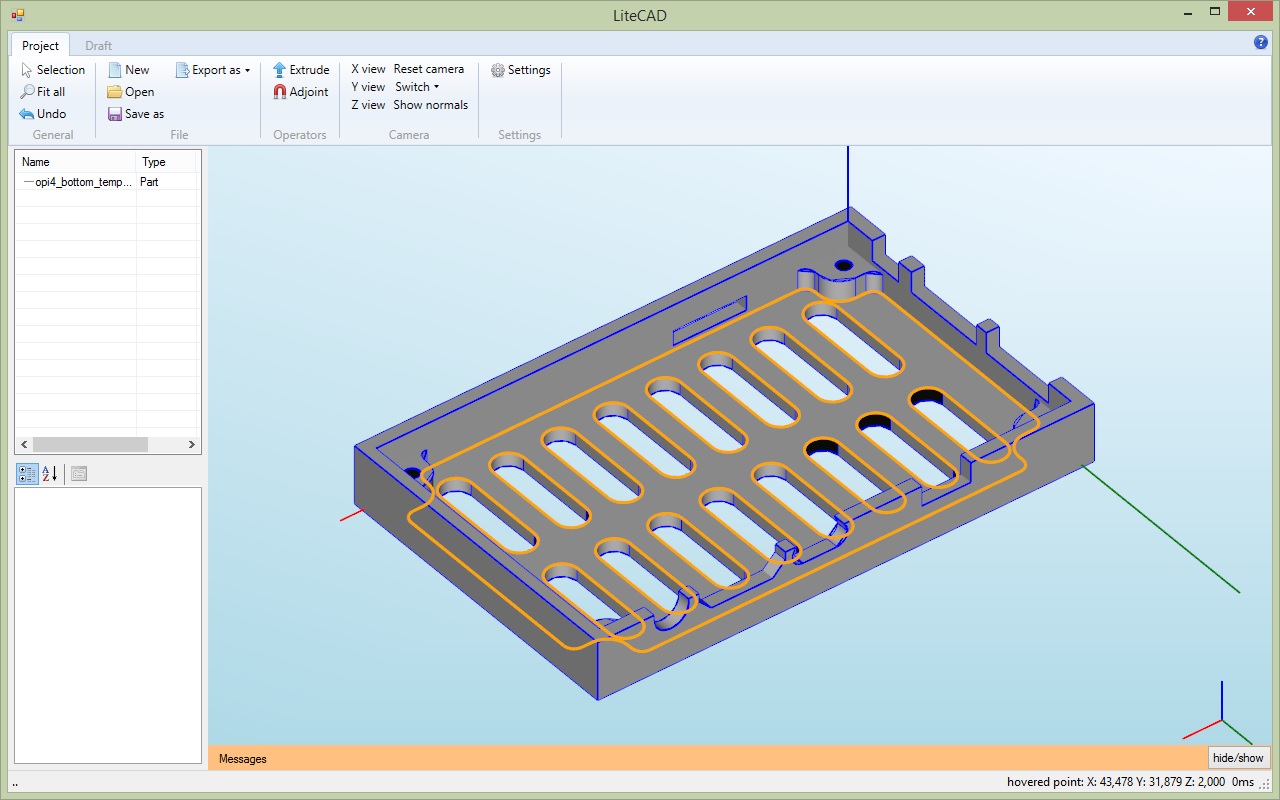 LiteCAD
Project Draft
Selection New Export as Extrude X view Reset camera Settings
Fit all Open Adjoint Y view Switch
Undo Save as Z view Show normals
General File Operators Camera Settings
Name Type
opi4_bottom_temp... Part
Messages hide/show
.. hovered point: X: 43,478 Y: 31,879 Z: 2,000 0ms